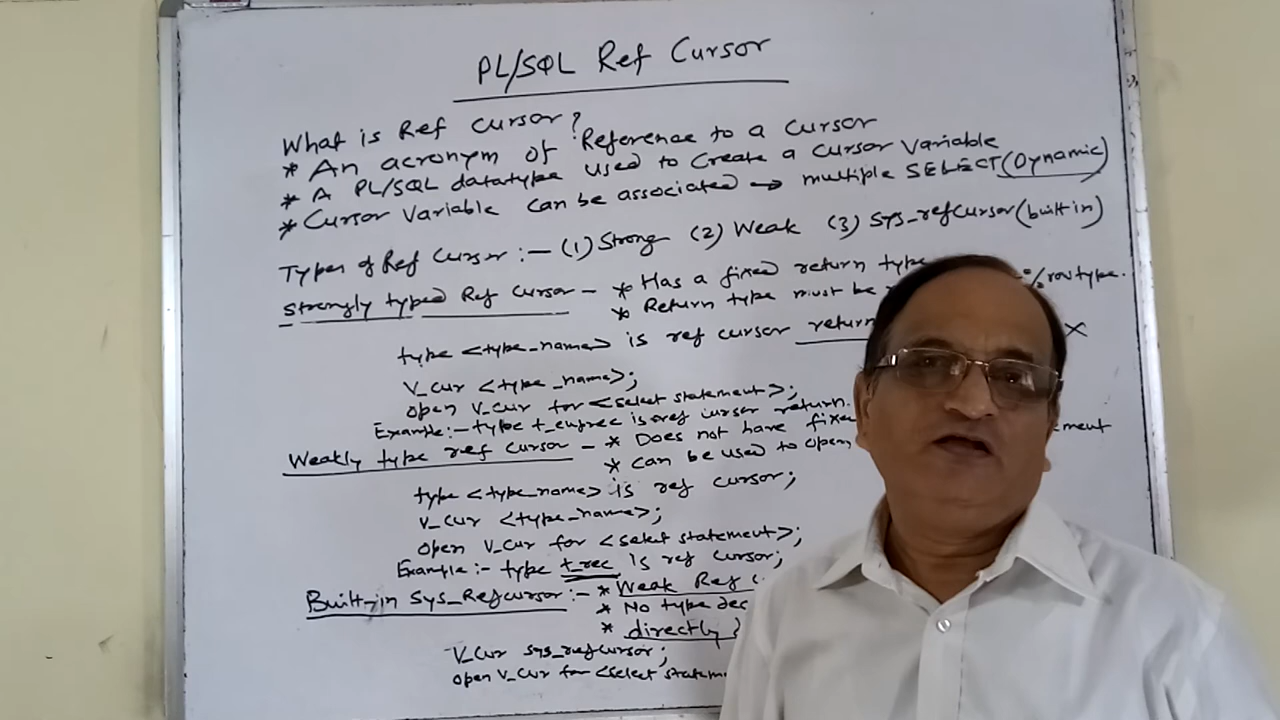 PL/SQL Ref Cursor
What is Ref cursor?
* An acronym of Reference to a cursor
* A PL/SQL datatype used to create a cursor variable
* Cursor variable can be associated → multiple SELECT (Dynamic)
Types of Ref Cursor :- (1) Strong (2) Weak (3) Sys_refcursor (built in)
Strongly typed Ref cursor - * Has a fixed return type
* Return type must be %rowtype.
type <type_name> is ref cursor return
V_cur <type_name>;
open V_cur for <select statement>;
Example:- type t_emprec is ref cursor return
Weakly type ref cursor - * Does not have fixed
* can be used to open
type <type_name> is ref cursor;
V_cur <type_name>;
open V_cur for <select statement>;
Example :- type t_rec is ref cursor;
Built-in Sys_Refcursor :- * Weak Ref
* No type dec
* directly
V_cur sys_refcursor;
open V_cur for <select statem